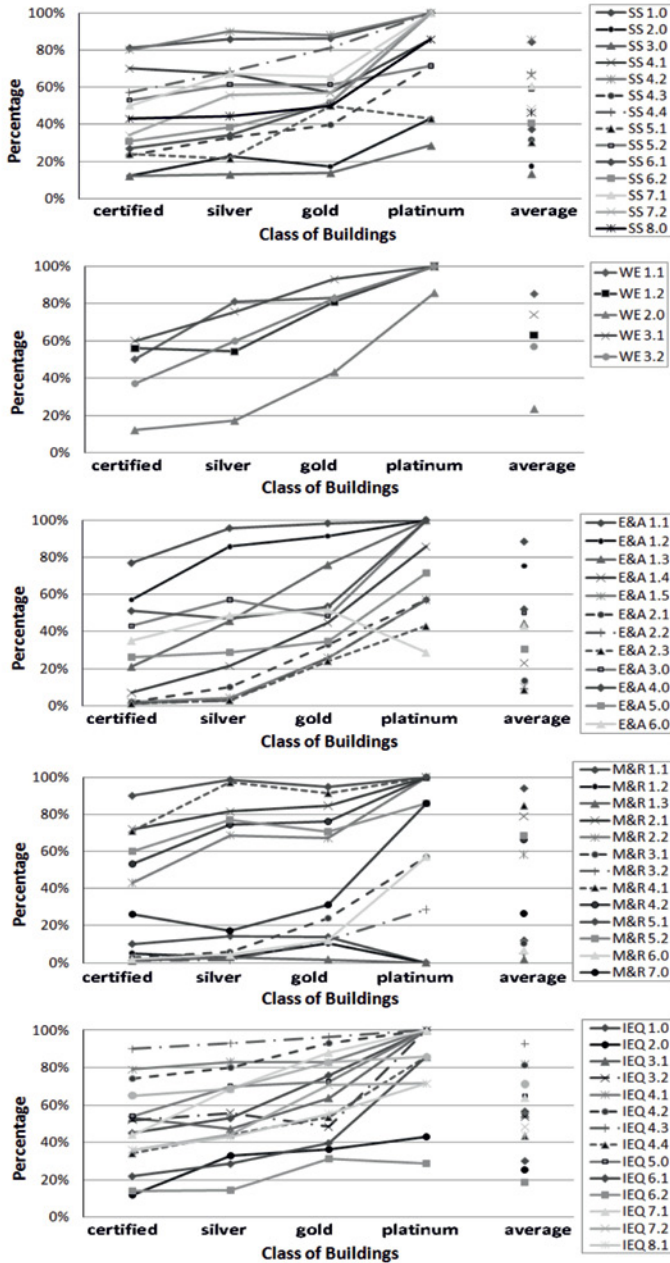 100%
80%
60%
40%
20%
0%
Percentage
certified silver gold platinum average
Class of Buildings
SS 1.0
SS 2.0
SS 3.0
SS 4.1
SS 4.2
SS 4.3
SS 4.4
SS 5.1
SS 5.2
SS 6.1
SS 6.2
SS 7.1
SS 7.2
SS 8.0
100%
80%
60%
40%
20%
0%
Percentage
certified silver gold platinum average
Class of Buildings
WE 1.1
WE 1.2
WE 2.0
WE 3.1
WE 3.2
100%
80%
60%
40%
20%
0%
Percentage
certified silver gold platinum average
Class of Buildings
E&A 1.1
E&A 1.2
E&A 1.3
E&A 1.4
E&A 1.5
E&A 2.1
E&A 2.2
E&A 2.3
E&A 3.0
E&A 4.0
E&A 5.0
E&A 6.0
100%
80%
60%
40%
20%
0%
Percentage
certified silver gold platinum average
Class of Buildings
M&R 1.1
M&R 1.2
M&R 1.3
M&R 2.1
M&R 2.2
M&R 3.1
M&R 3.2
M&R 4.1
M&R 4.2
M&R 5.1
M&R 5.2
M&R 6.0
M&R 7.0
100%
80%
60%
40%
20%
0%
Percentage
certified silver gold platinum average
Class of Buildings
IEQ 1.0
IEQ 2.0
IEQ 3.1
IEQ 3.2
IEQ 4.1
IEQ 4.2
IEQ 4.3
IEQ 4.4
IEQ 5.0
IEQ 6.1
IEQ 6.2
IEQ 7.1
IEQ 7.2
IEQ 8.1